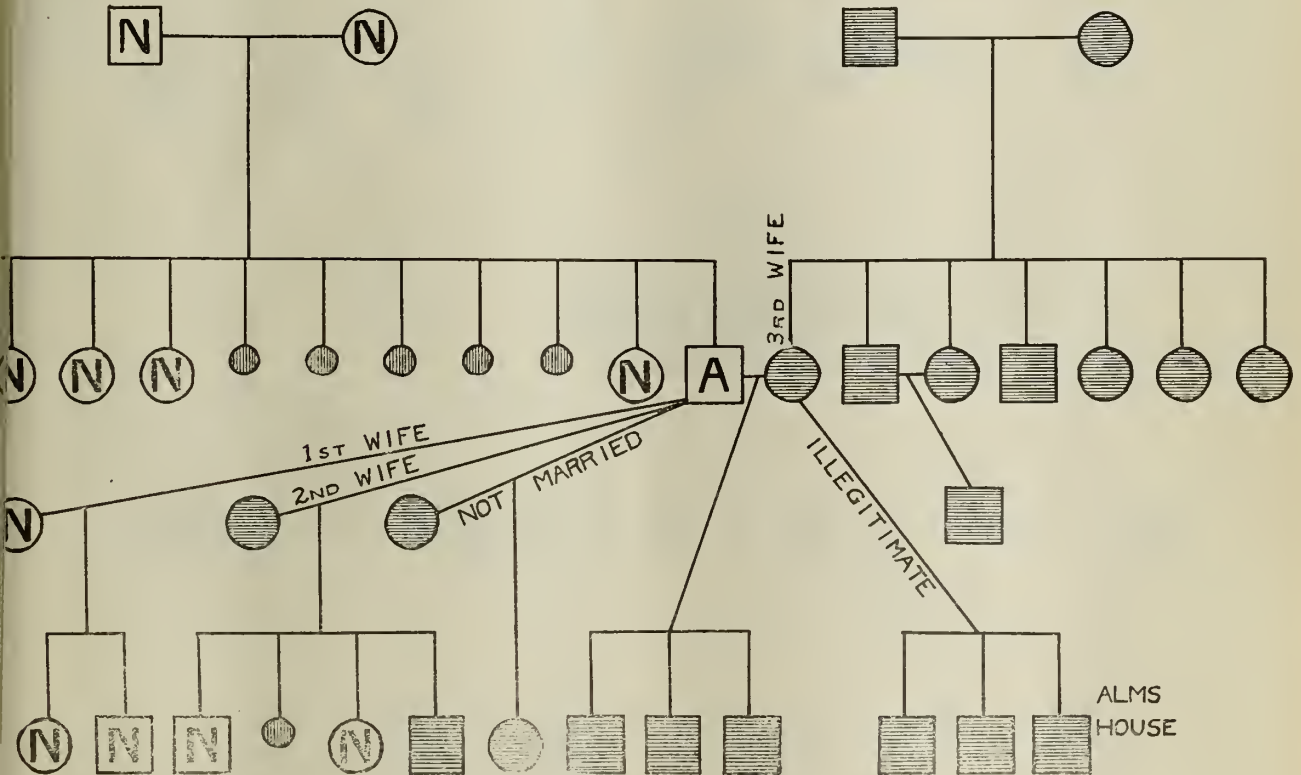 N N
3RD WIFE
N N N N A
1ST WIFE
2ND WIFE
NOT MARRIED
ILLEGITIMATE
N
N N N N
ALMS
HOUSE